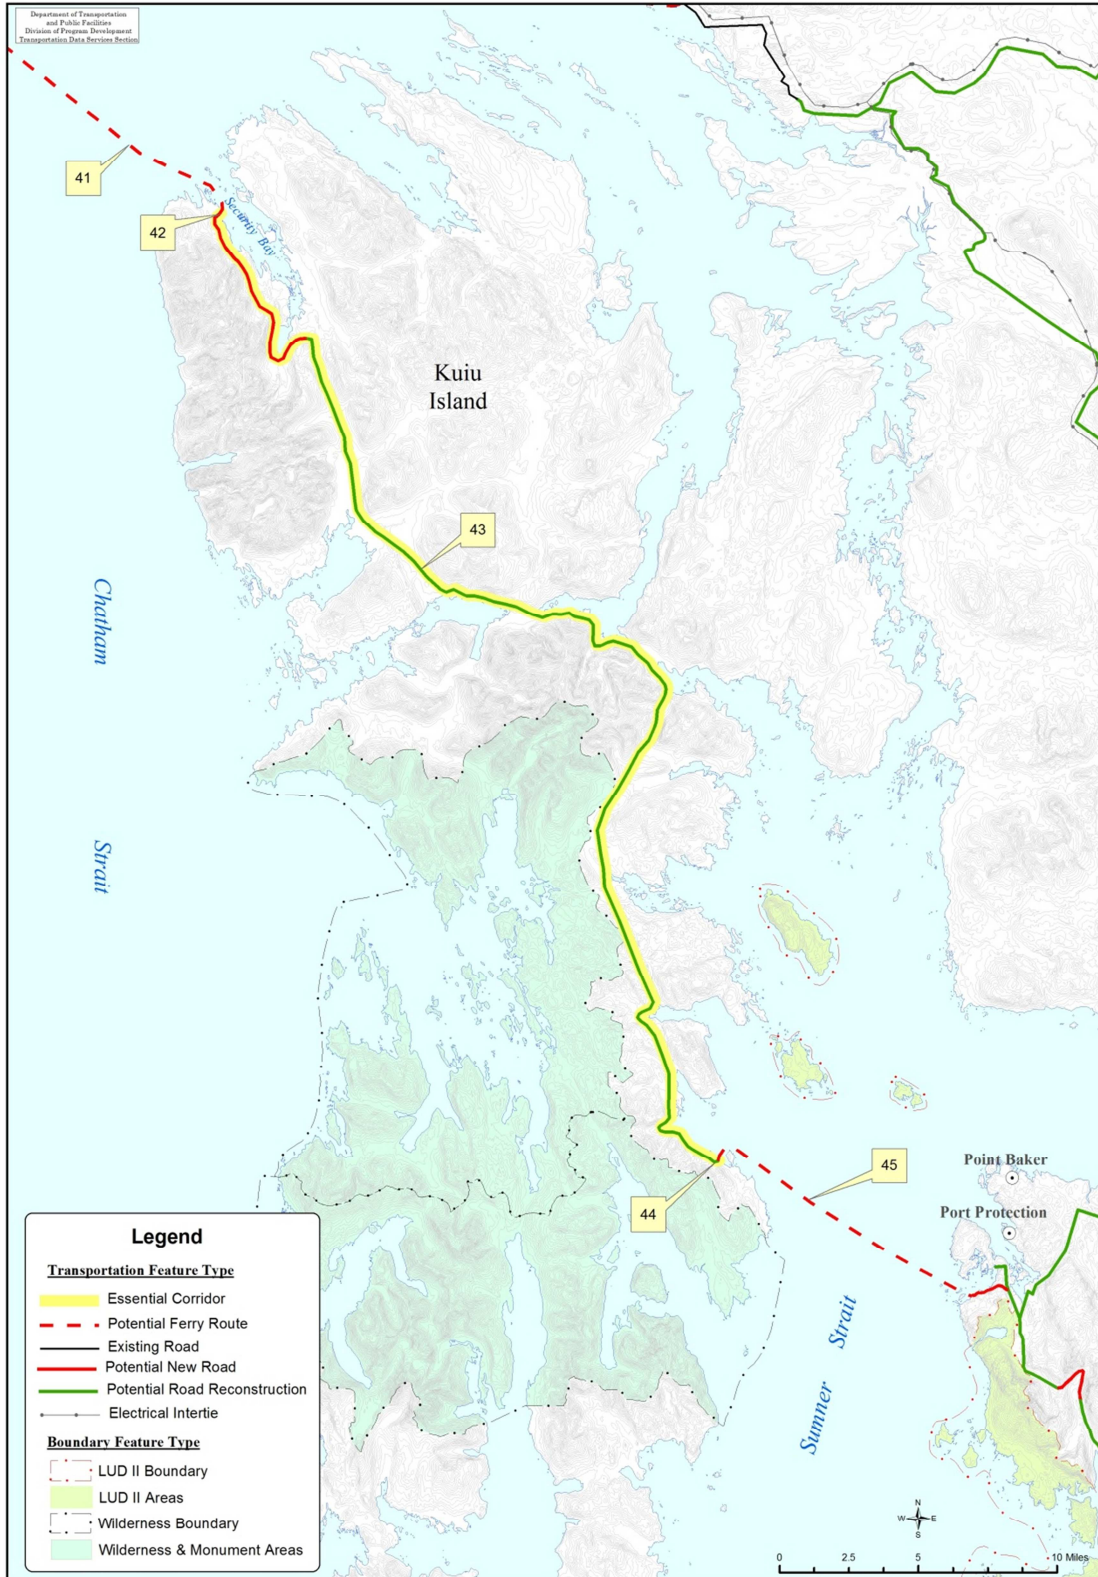 Department of Transportation
and Public Facilities
Division of Program Development
Transportation Data Services Section
41
42
Security Bay
Kuiu
Island
43
Chatham
Strait
45
44
Point Baker
Port Protection
Sumner Strait
Legend
Transportation Feature Type
Essential Corridor
Potential Ferry Route
Existing Road
Potential New Road
Potential Road Reconstruction
Electrical Intertie
Boundary Feature Type
LUD II Boundary
LUD II Areas
Wilderness Boundary
Wilderness & Monument Areas
N
W E
S
0 2.5 5 10 Miles